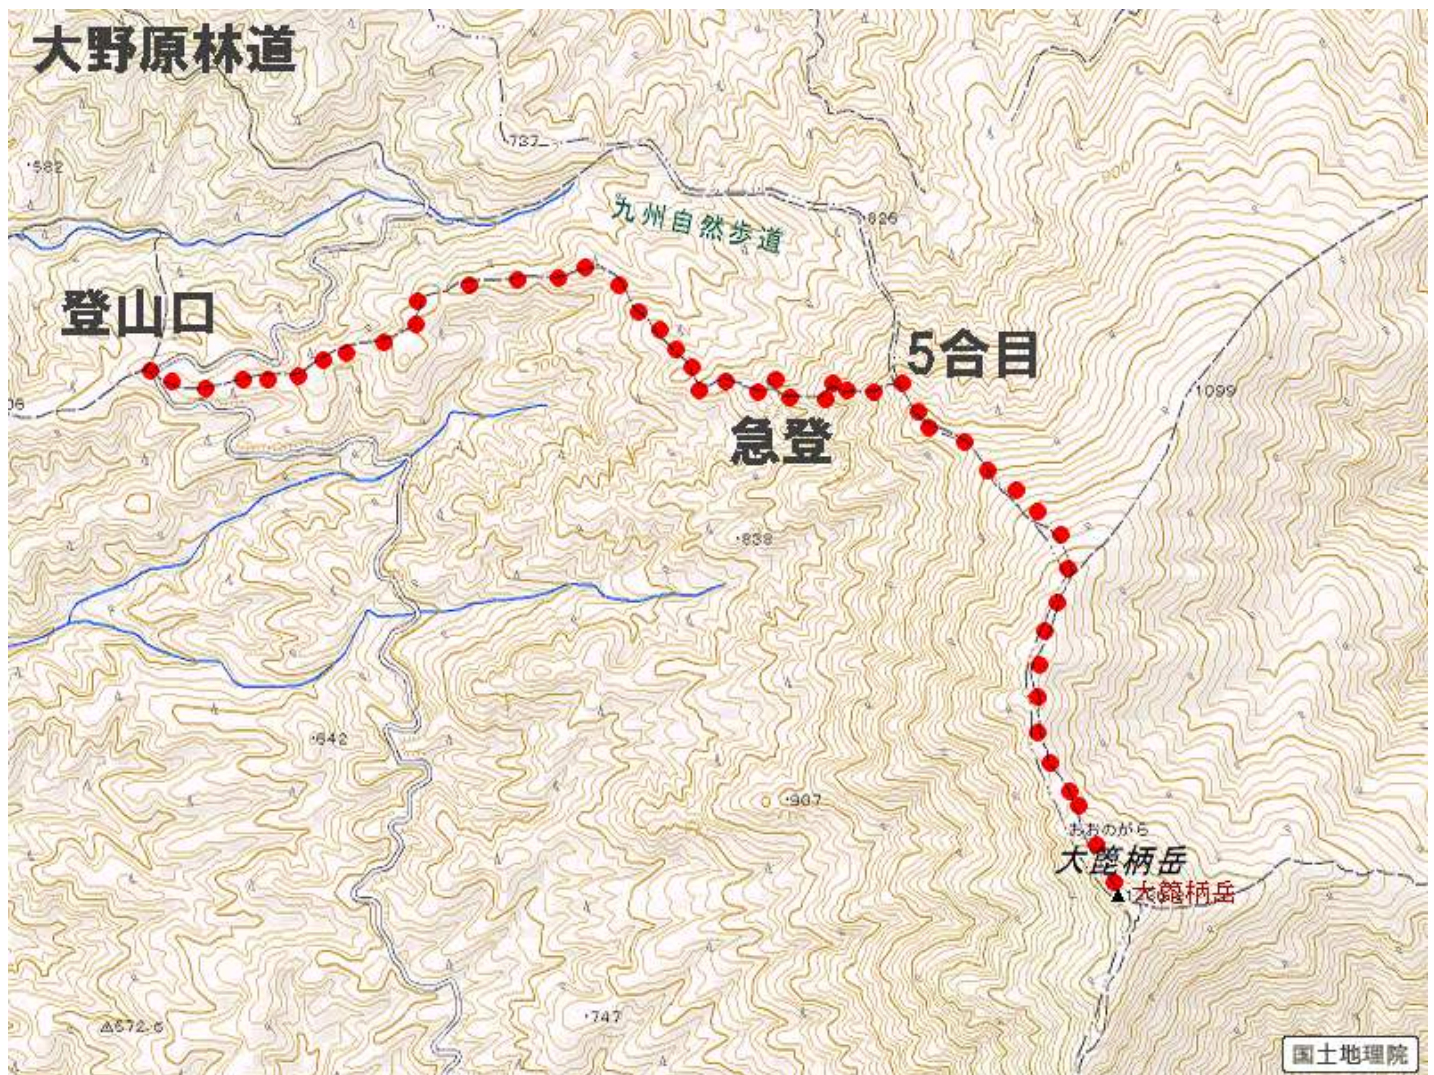 大野原林道
737
582
九州自然歩道
826
登山口
5合目
1099
急登
838
642
907
おおのがら
大箆柄岳
大箆柄岳
747
672.6
国土地理院